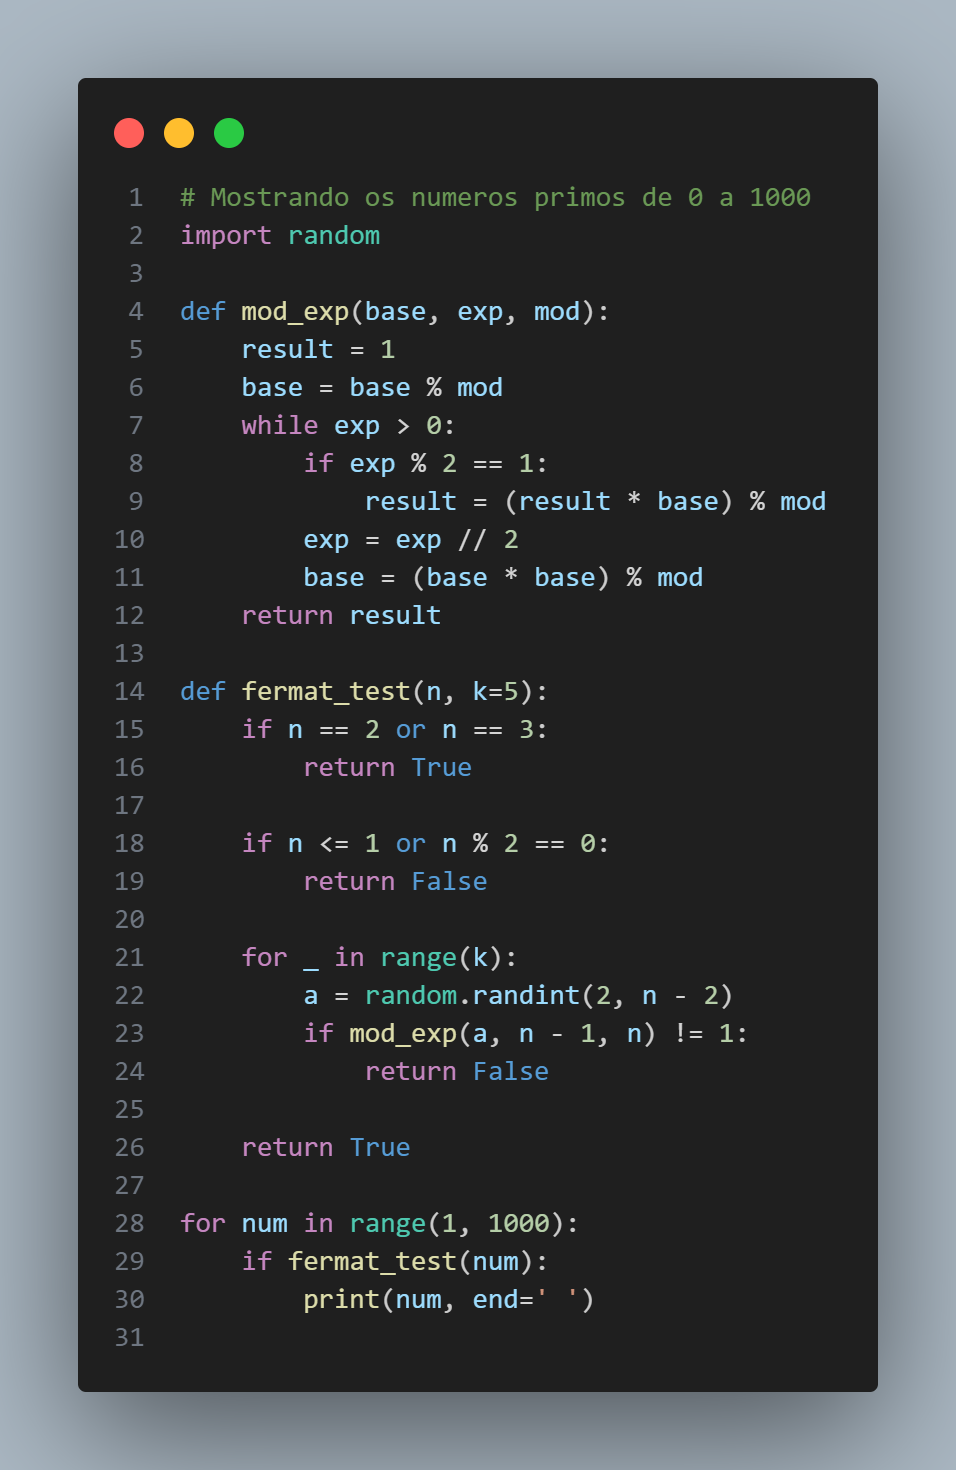 1 # Mostrando os numeros primos de 0 a 1000
2 import random
3
4 def mod_exp(base, exp, mod):
5     result = 1
6     base = base % mod
7     while exp > 0:
8         if exp % 2 == 1:
9             result = (result * base) % mod
10         exp = exp // 2
11         base = (base * base) % mod
12     return result
13
14 def fermat_test(n, k=5):
15     if n == 2 or n == 3:
16         return True
17
18     if n <= 1 or n % 2 == 0:
19         return False
20
21     for _ in range(k):
22         a = random.randint(2, n - 2)
23         if mod_exp(a, n - 1, n) != 1:
24             return False
25
26     return True
27
28 for num in range(1, 1000):
29     if fermat_test(num):
30         print(num, end=' ')
31